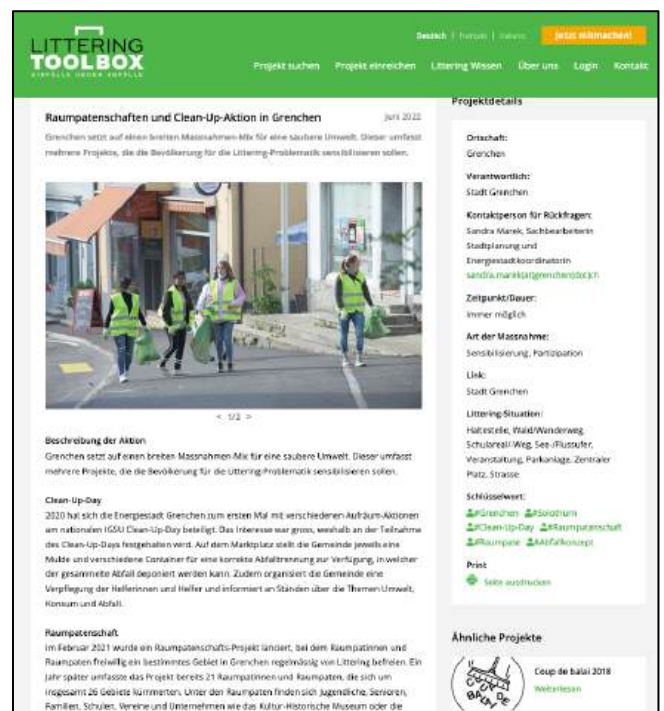 LITTERING
TOOLBOX
EINFÄLLE GEGEN ABFÄLLE
Deutsch | Français | Italiano
Jetzt mitmachen!
Projekt suchen Projekt einreichen Littering Wissen Über uns Login Kontakt
Raumpatenschaften und Clean-Up-Aktion in Grenchen
Juni 2022
Grenchen setzt auf einen breiten Massnahmen-Mix für eine saubere Umwelt. Dieser umfasst
mehrere Projekte, die die Bevölkerung für die Littering-Problematik sensibilisieren sollen.
< 1/2 >
Beschreibung der Aktion
Grenchen setzt auf einen breiten Massnahmen-Mix für eine saubere Umwelt. Dieser umfasst
mehrere Projekte, die die Bevölkerung für die Littering-Problematik sensibilisieren sollen.
Clean-Up-Day
2020 hat sich die Energiestadt Grenchen zum ersten Mal mit verschiedenen Aufräum-Aktionen
am nationalen IGSU Clean-Up-Day beteiligt. Das Interesse war gross, weshalb an der Teilnahme
des Clean-Up-Days festgehalten wird. Auf dem Marktplatz stellt die Gemeinde jeweils eine
Mulde und verschiedene Container für eine korrekte Abfalltrennung zur Verfügung, in welcher
der gesammelte Abfall deponiert werden kann. Zudem organisiert die Gemeinde eine
Verpflegung der Helferinnen und Helfer und informiert an Ständen über die Themen Umwelt,
Konsum und Abfall.
Raumpatenschaft
Im Februar 2021 wurde ein Raumpatenschafts-Projekt lanciert, bei dem Raumpatinnen und
Raumpaten freiwillig ein bestimmtes Gebiet in Grenchen regelmässig von Littering befreien. Ein
Jahr später umfasste das Projekt bereits 21 Raumpatinnen und Raumpaten, die sich um
insgesamt 26 Gebiete kümmerten. Unter den Raumpaten finden sich Jugendliche, Senioren,
Familien, Schulen, Vereine und Unternehmen wie das Kultur-Historische Museum oder die
Projektdetails
Ortschaft:
Grenchen
Verantwortlich:
Stadt Grenchen
Kontaktperson für Rückfragen:
Sandra Marek, Sachbearbeiterin
Stadtplanung und
Energiestadtkoordinatorin
sandra.marek(at)grenchen(dot)ch
Zeitpunkt/Dauer:
Immer möglich
Art der Massnahme:
Sensibilisierung, Partizipation
Link:
Stadt Grenchen
Littering-Situation:
Haltestelle, Wald/Wanderweg,
Schulareal/-Weg, See-/Flussufer,
Veranstaltung, Parkanlage, Zentraler
Platz, Strasse
Schlüsselwort:
#Grenchen #Solothurn
#Clean-Up-Day #Raumpatenschaft
#Raumpate #Abfallkonzept
Print
Seite ausdrucken
Ähnliche Projekte
COUP DE BALAI
Coup de balai 2018
Weiterlesen